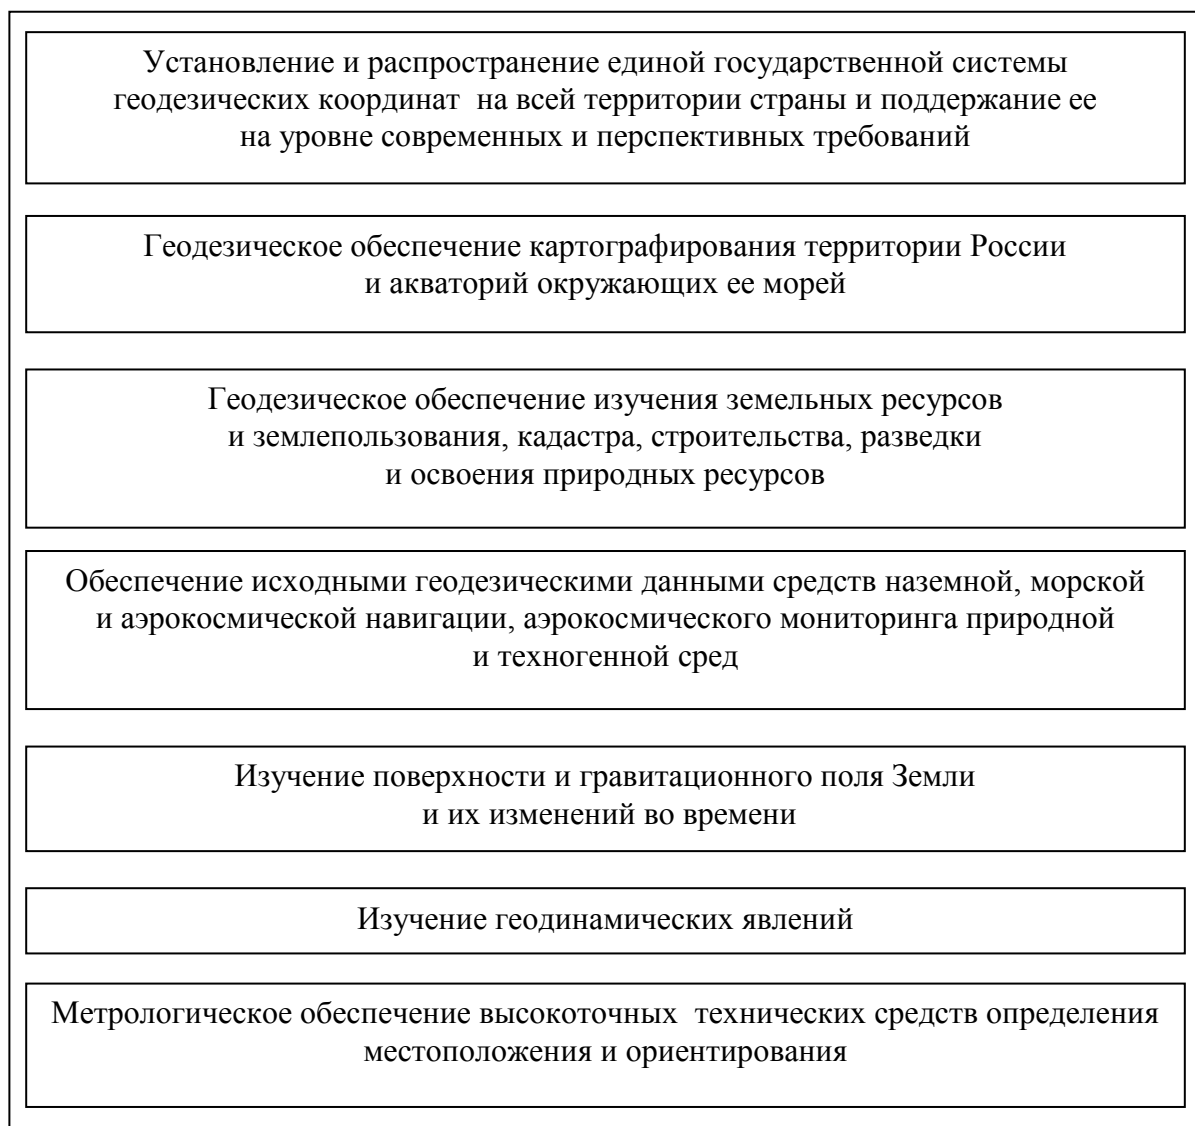 Установление и распространение единой государственной системы
геодезических координат на всей территории страны и поддержание ее
на уровне современных и перспективных требований
Геодезическое обеспечение картографирования территории России
и акваторий окружающих ее морей
Геодезическое обеспечение изучения земельных ресурсов
и землепользования, кадастра, строительства, разведки
и освоения природных ресурсов
Обеспечение исходными геодезическими данными средств наземной, морской
и аэрокосмической навигации, аэрокосмического мониторинга природной
и техногенной сред
Изучение поверхности и гравитационного поля Земли
и их изменений во времени
Изучение геодинамических явлений
Метрологическое обеспечение высокоточных технических средств определения
местоположения и ориентирования